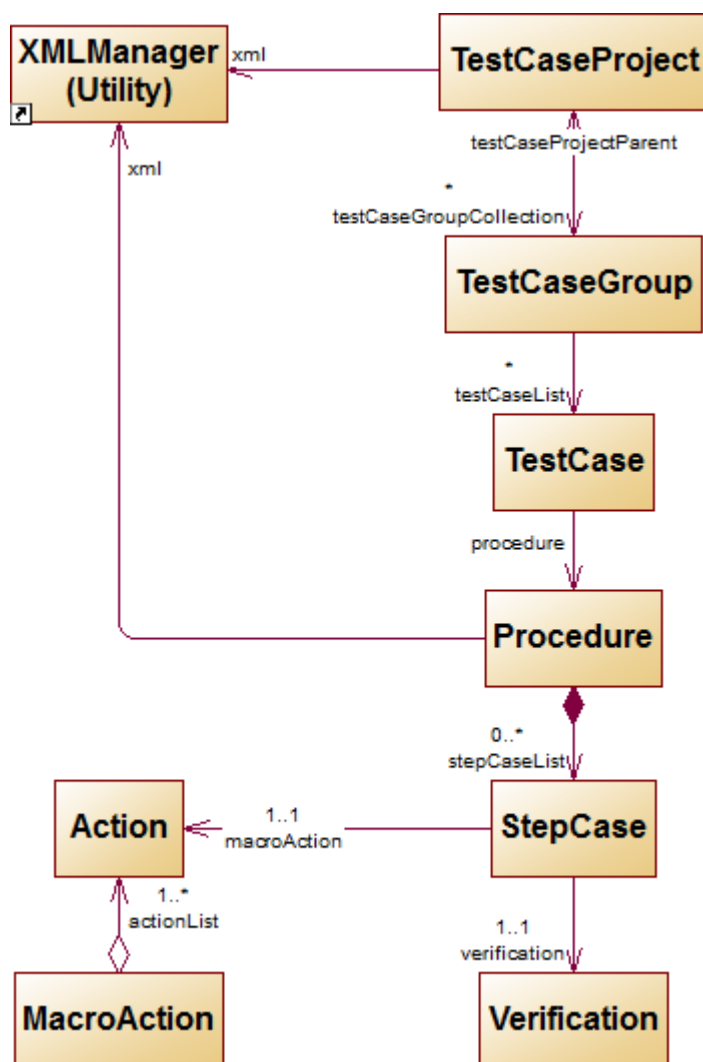 XMLManager
(Utility)
xml
TestCaseProject
xml
testCaseProjectParent
*
testCaseGroupCollection
TestCaseGroup
*
testCaseList
TestCase
procedure
Procedure
0..*
stepCaseList
Action
1..1
macroAction
StepCase
1..*
actionList
1..1
verification
MacroAction
Verification